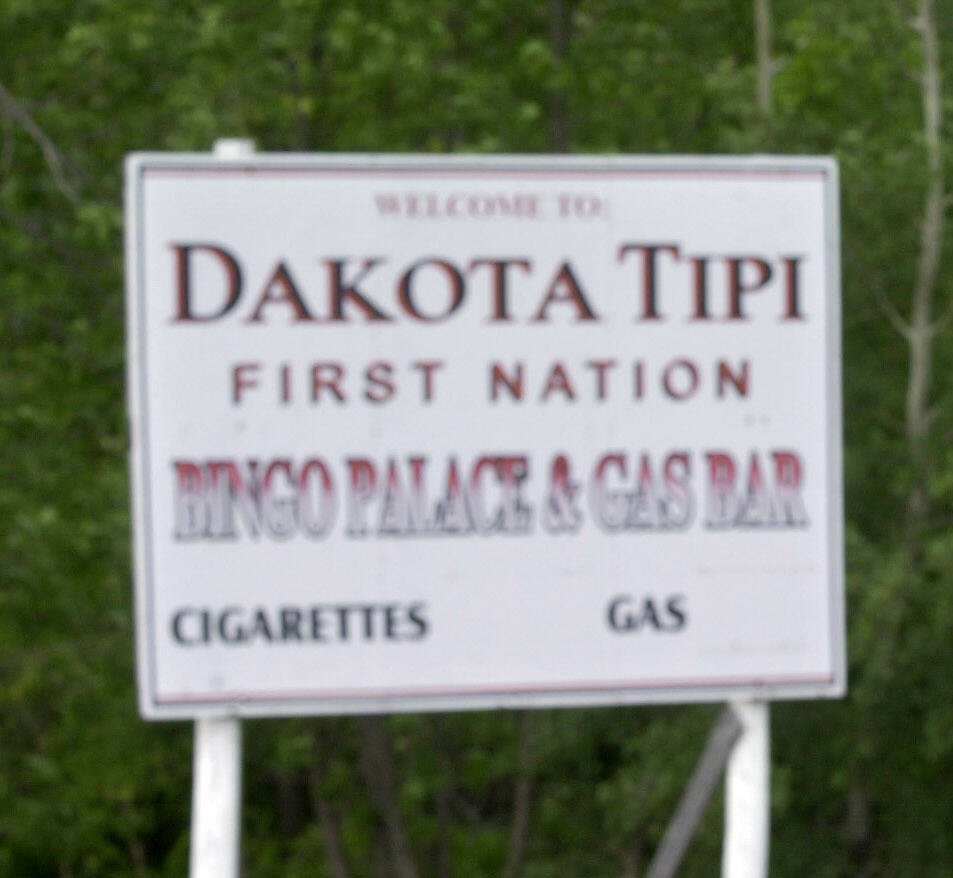 WELCOME TO:
DAKOTA TIPI
FIRST NATION
BINGO PALACE & GAS BAR
CIGARETTES GAS